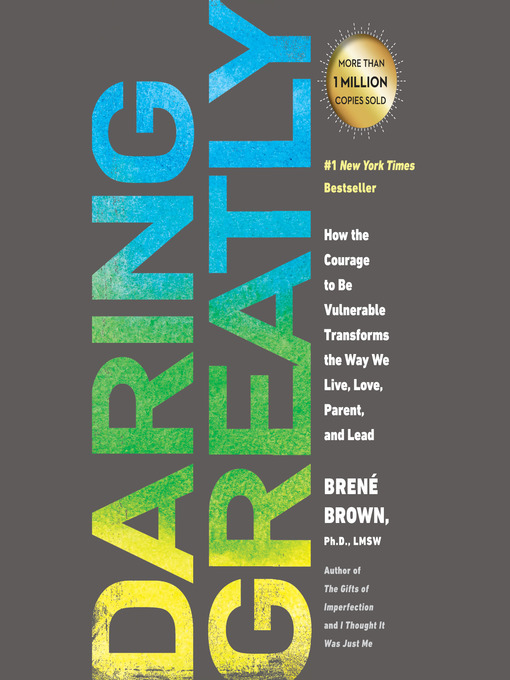 DARING
GREATLY
MORE THAN
1 MILLION
COPIES SOLD
#1 New York Times
Bestseller
How the
Courage
to Be
Vulnerable
Transforms
the Way We
Live, Love,
Parent,
and Lead
BRENÉ
BROWN,
Ph.D., LMSW
Author of
The Gifts of
Imperfection
and I Thought It
Was Just Me